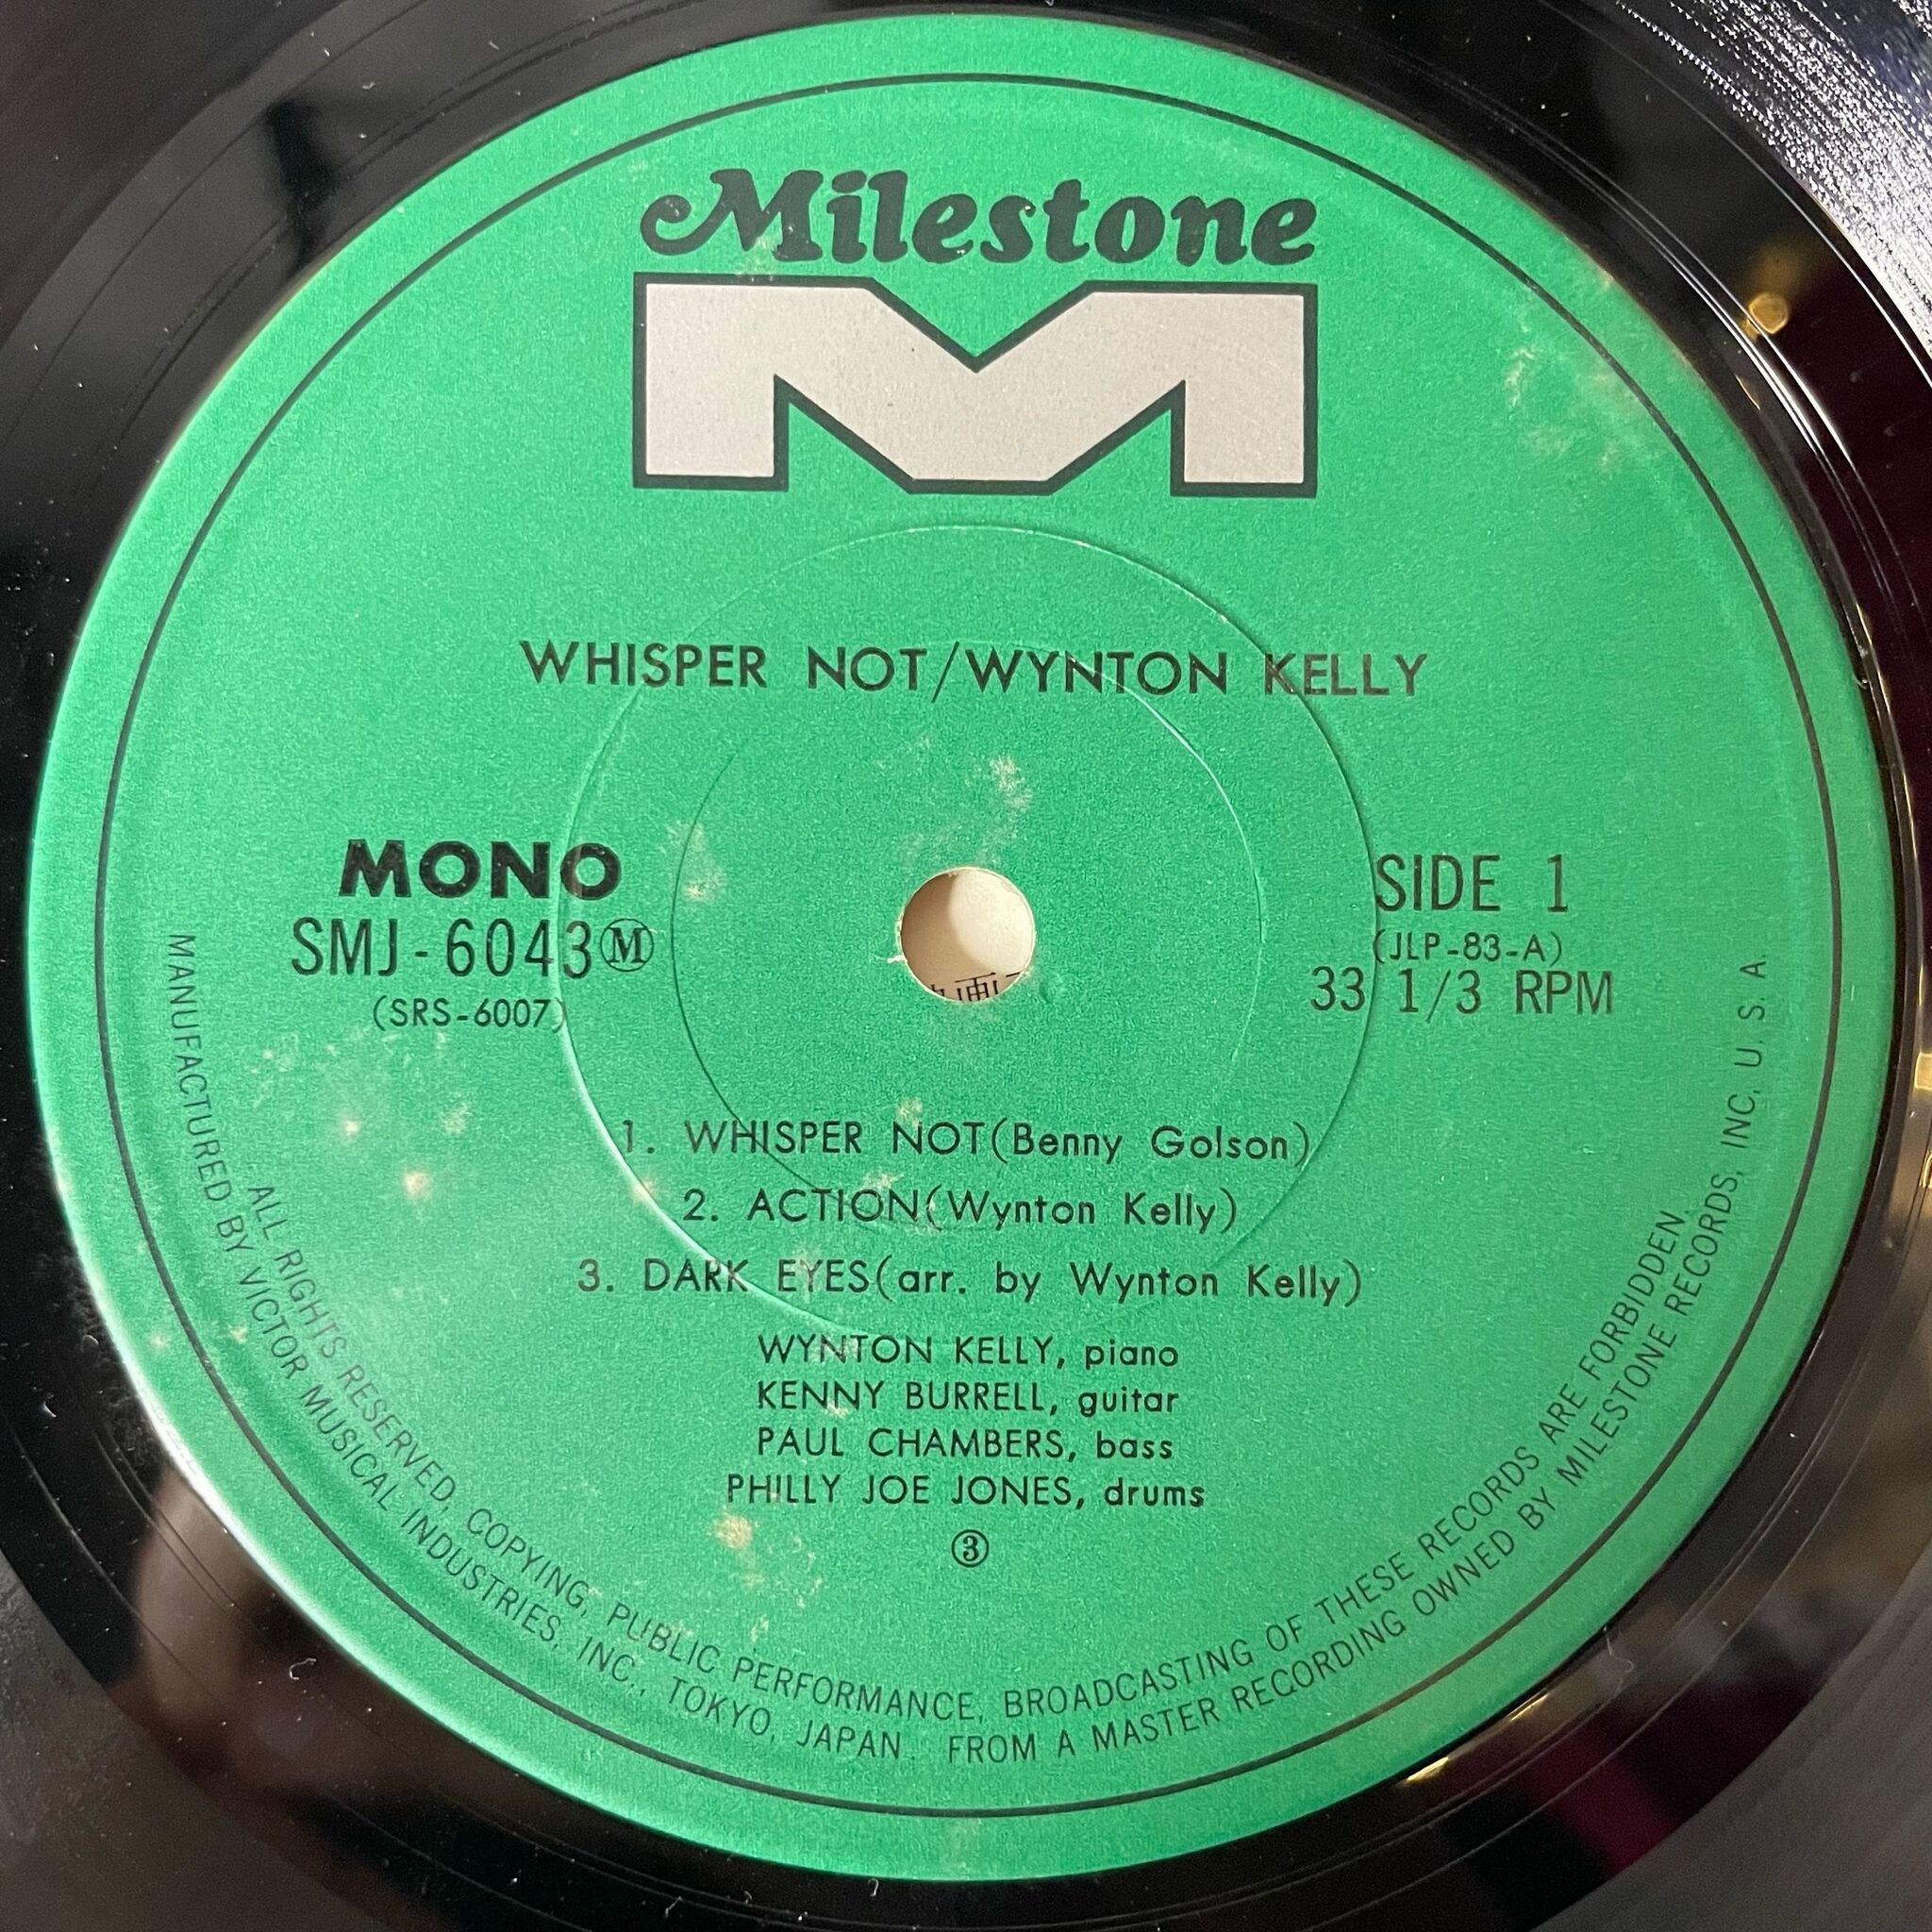 Milestone
M
WHISPER NOT/WYNTON KELLY
MONO
SMJ-6043Ⓜ
(SRS-6007)
SIDE 1
(JLP-83-A)
33 1/3 RPM
1. WHISPER NOT(Benny Golson)
2. ACTION(Wynton Kelly)
3. DARK EYES(arr. by Wynton Kelly)
WYNTON KELLY, piano
KENNY BURRELL, guitar
PAUL CHAMBERS, bass
PHILLY JOE JONES, drums
③
ALL RIGHTS RESERVED, COPYING, PUBLIC PERFORMANCE, BROADCASTING OF THESE RECORDS ARE FORBIDDEN.
MANUFACTURED BY VICTOR MUSICAL INDUSTRIES, INC., TOKYO, JAPAN. FROM A MASTER RECORDING OWNED BY MILESTONE RECORDS, INC, U. S. A.